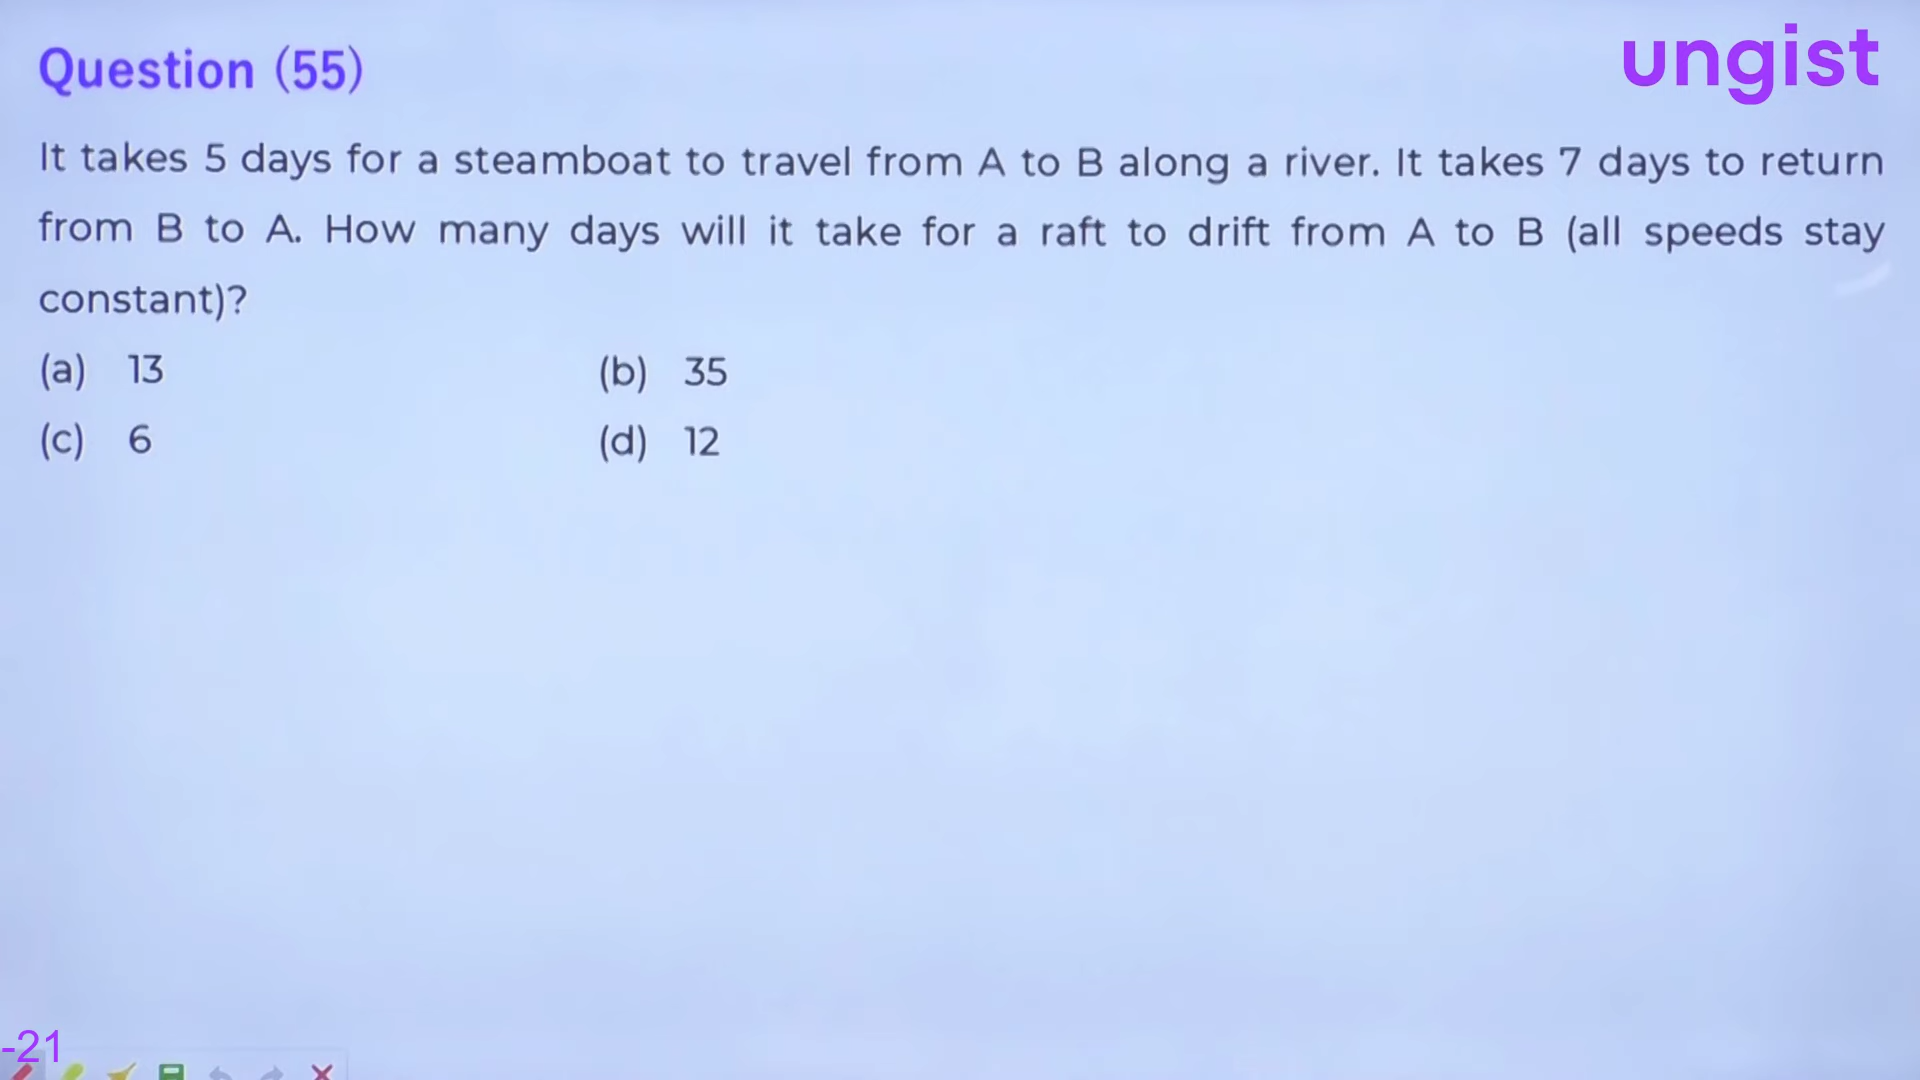 Question (55)
ungist
It takes 5 days for a steamboat to travel from A to B along a river. It takes 7 days to return
from B to A. How many days will it take for a raft to drift from A to B (all speeds stay
constant)?
(a) 13 (b) 35
(c) 6 (d) 12
-21